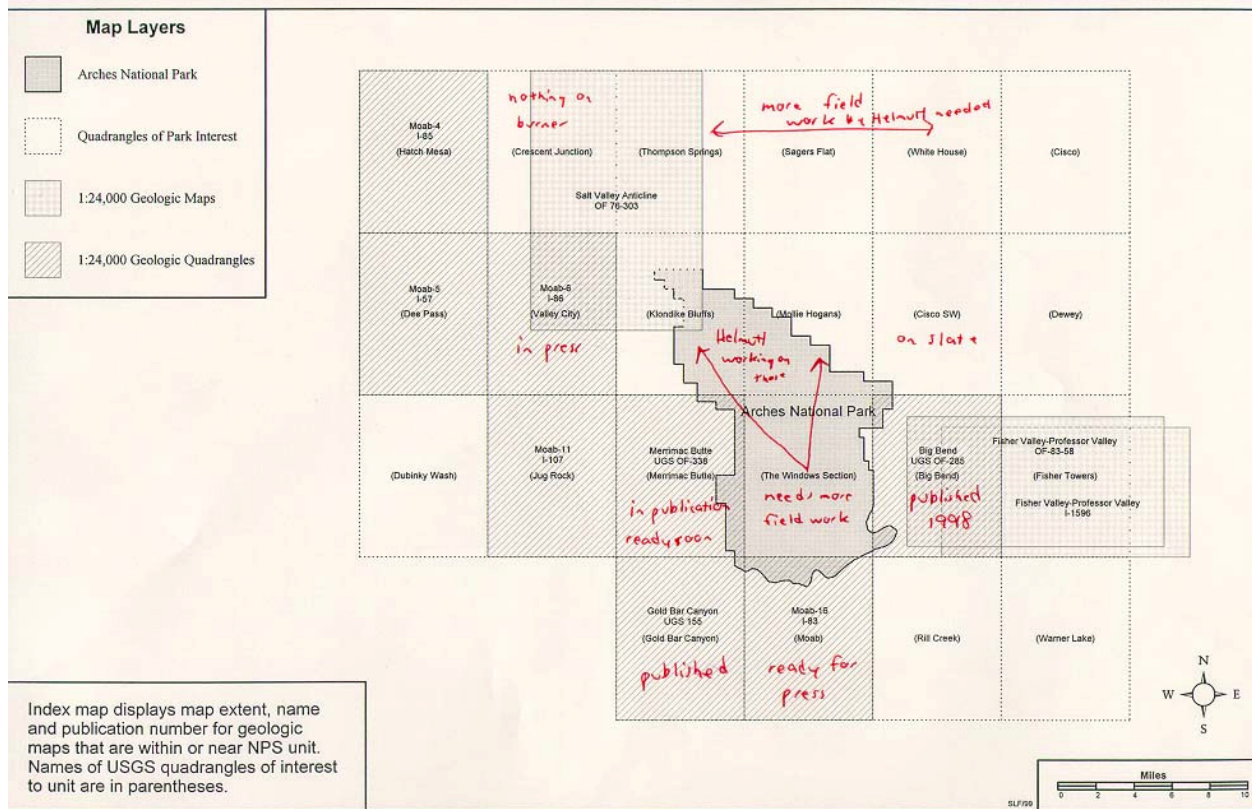 Map Layers
Arches National Park
Quadrangles of Park Interest
1:24,000 Geologic Maps
1:24,000 Geologic Quadrangles
nothing on
burner
more field
work by Helmutt needed
Moab-4
I-85
(Hatch Mesa)
(Crescent Junction)
(Thompson Springs)
(Sagers Flat)
(White House)
(Cisco)
Salt Valley Anticline
OF 76-303
Moab-5
I-57
(Dee Pass)
Moab-6
I-88
(Valley City)
in press
(Klondike Bluffs)
(Mollie Hogans)
(Cisco SW)
on slate
(Dewey)
Helmutt
working on
these
Arches National Park
(Dubinky Wash)
Moab-11
I-107
(Jug Rock)
Merrimac Butte
UGS OF-338
(Merrimac Butte)
in publication
ready soon
(The Windows Section)
needs more
field work
Big Bend
UGS OF-285
(Big Bend)
published
1998
Fisher Valley-Professor Valley
OF-83-58
(Fisher Towers)
Fisher Valley-Professor Valley
I-1596
Gold Bar Canyon
UGS 155
(Gold Bar Canyon)
published
Moab-16
I-83
(Moab)
ready for
press
(Rill Creek)
(Warner Lake)
N
W E
S
Index map displays map extent, name
and publication number for geologic
maps that are within or near NPS unit.
Names of USGS quadrangles of interest
to unit are in parentheses.
SLF/99
Miles
0 2 4 6 8 10